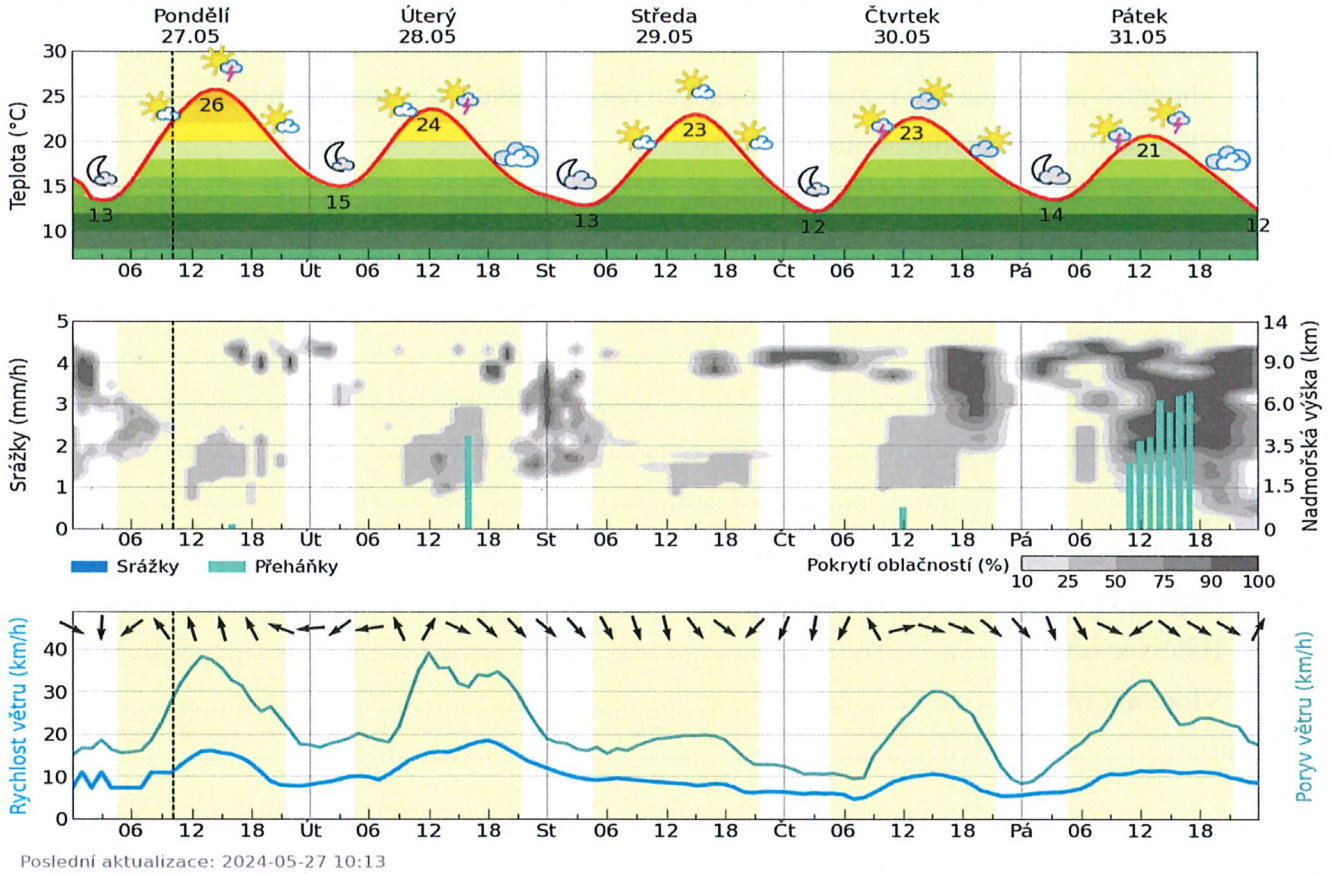 Pondělí Úterý Středa Čtvrtek Pátek
27.05 28.05 29.05 30.05 31.05
Teplota (°C)
30
25
20
15
10
26 24 23 23 21
13 15 13 12 14 12
06 12 18 Út 06 12 18 St 06 12 18 Čt 06 12 18 Pá 06 12 18
Srážky (mm/h)
5
4
3
2
1
0
14
9.0
6.0
3.5
1.5
0
Nadmořská výška (km)
06 12 18 Út 06 12 18 St 06 12 18 Čt 06 12 18 Pá 06 12 18
Srážky Přeháňky Pokrytí oblačností (%)
10 25 50 75 90 100
Rychlost větru (km/h)
40
30
20
10
0
Poryv větru (km/h)
06 12 18 Út 06 12 18 St 06 12 18 Čt 06 12 18 Pá 06 12 18
Poslední aktualizace: 2024-05-27 10:13